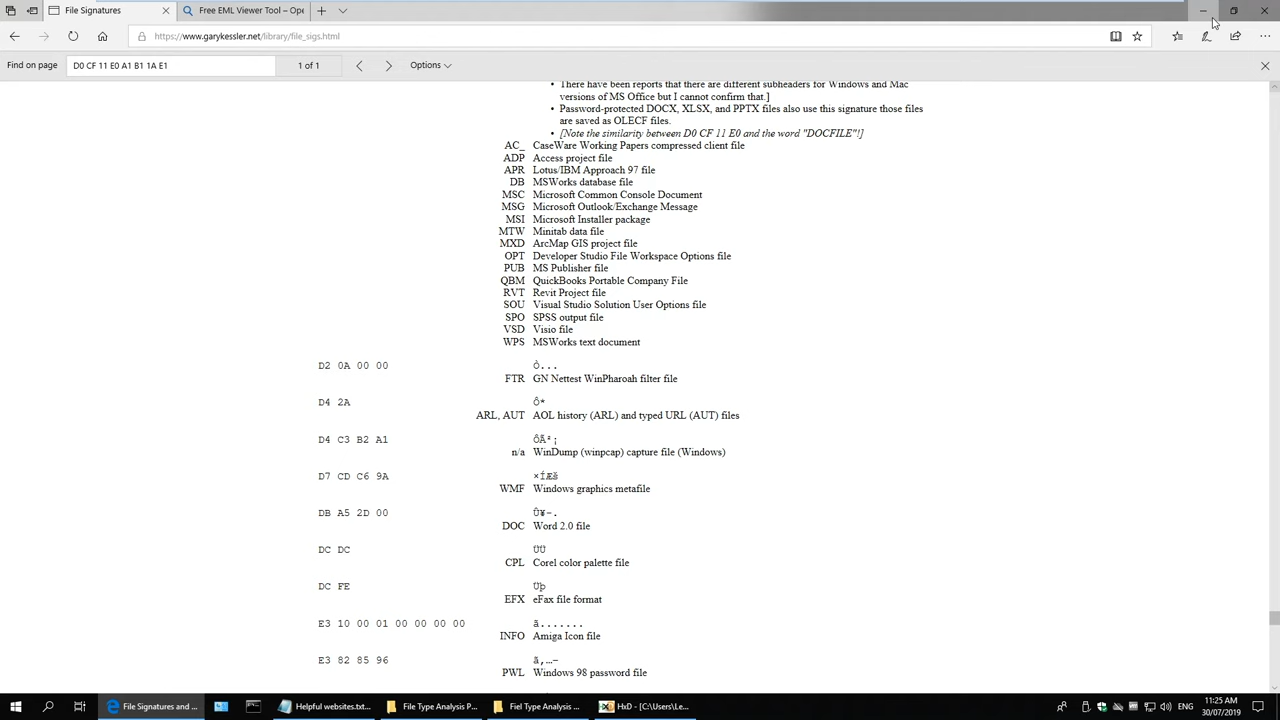 File Signatures
Free EML Viewer Tool – Ope
https://www.garykessler.net/library/file_sigs.html
Find on page D0 CF 11 E0 A1 B1 1A E1 1 of 1 Options
• There have been reports that there are different subheaders for Windows and Mac
versions of MS Office but I cannot confirm that.]
• Password-protected DOCX, XLSX, and PPTX files also use this signature those files
are saved as OLECF files.
• [Note the similarity between D0 CF 11 E0 and the word "DOCFILE"!]
AC_ CaseWare Working Papers compressed client file
ADP Access project file
APR Lotus/IBM Approach 97 file
DB MSWorks database file
MSC Microsoft Common Console Document
MSG Microsoft Outlook/Exchange Message
MSI Microsoft Installer package
MTW Minitab data file
MXD ArcMap GIS project file
OPT Developer Studio File Workspace Options file
PUB MS Publisher file
QBM QuickBooks Portable Company File
RVT Revit Project file
SOU Visual Studio Solution User Options file
SPO SPSS output file
VSD Visio file
WPS MSWorks text document
D2 0A 00 00 Ò...
FTR GN Nettest WinPharoah filter file
D4 2A Ô*
ARL, AUT AOL history (ARL) and typed URL (AUT) files
D4 C3 B2 A1 ÔÃ²¡
n/a WinDump (winpcap) capture file (Windows)
D7 CD C6 9A ×ÍÆš
WMF Windows graphics metafile
DB A5 2D 00 Û¥-.
DOC Word 2.0 file
DC DC ÜÜ
CPL Corel color palette file
DC FE Üþ
EFX eFax file format
E3 10 00 01 00 00 00 00 ã.......
INFO Amiga Icon file
E3 82 85 96 ã‚…–
PWL Windows 98 password file
File Signatures and ...
Helpful websites.txt...
File Type Analysis P...
Fiel Type Analysis ...
HxD - [C:\Users\Le...
ENG
11:25 AM
30/07/2019